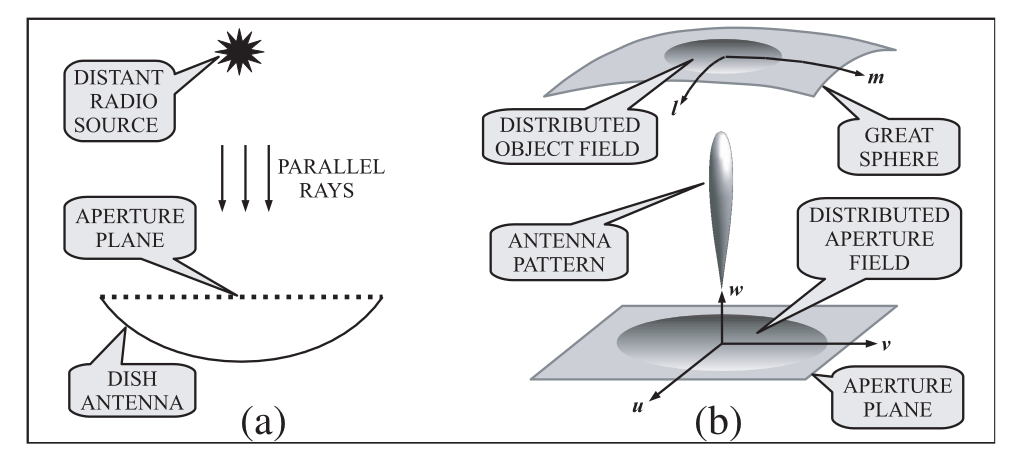 DISTANT
RADIO
SOURCE
PARALLEL
RAYS
APERTURE
PLANE
DISH
ANTENNA
(a)
m
l
DISTRIBUTED
OBJECT FIELD
GREAT
SPHERE
ANTENNA
PATTERN
DISTRIBUTED
APERTURE
FIELD
w
v
u
APERTURE
PLANE
(b)